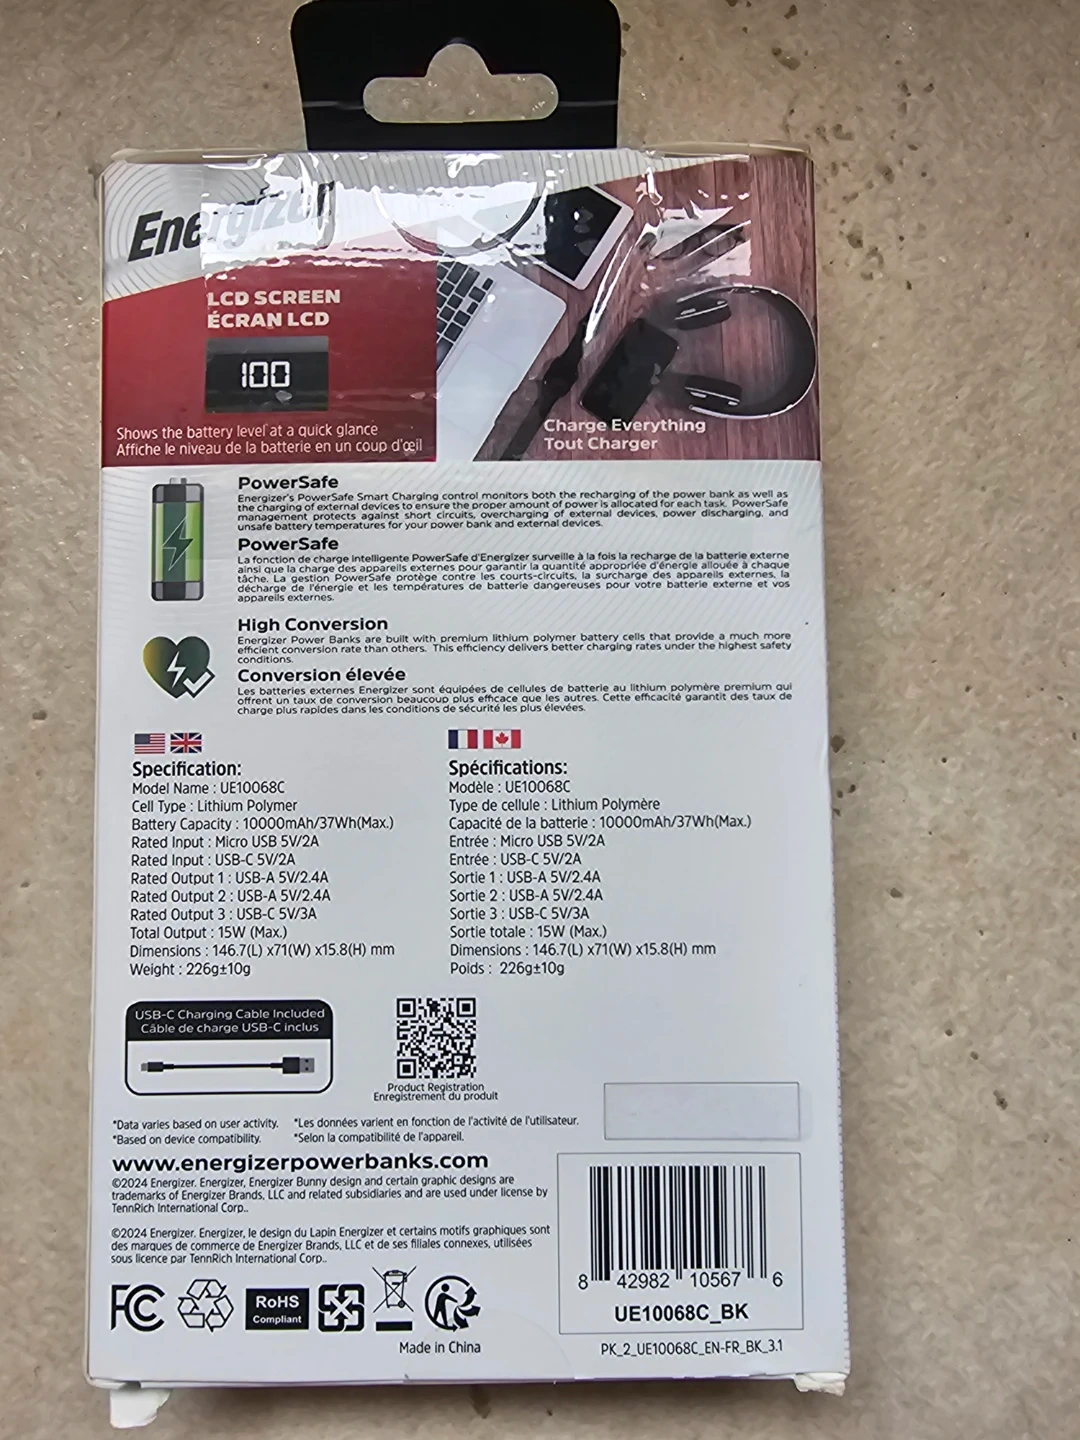 Energizer
LCD SCREEN
ÉCRAN LCD
100
Shows the battery level at a quick glance
Affiche le niveau de la batterie en un coup d'œil
Charge Everything
Tout Charger
PowerSafe
Energizer's PowerSafe Smart Charging control monitors both the recharging of the power bank as well as
the charging of external devices to ensure the proper amount of power is allocated for each task. PowerSafe
management protects against short circuits, overcharging of external devices, power discharging, and
unsafe battery temperatures for your power bank and external devices.
PowerSafe
La fonction de charge intelligente PowerSafe d'Energizer surveille à la fois la recharge de la batterie externe
ainsi que la charge des appareils externes pour garantir la quantité appropriée d'énergie allouée à chaque
tâche. La gestion PowerSafe protège contre les courts-circuits, la surcharge des appareils externes, la
décharge de l'énergie et les températures de batterie dangereuses pour votre batterie externe et vos
appareils externes.
High Conversion
Energizer Power Banks are built with premium lithium polymer battery cells that provide a much more
efficient conversion rate than others. This efficiency delivers better charging rates under the highest safety
conditions.
Conversion élevée
Les batteries externes Energizer sont équipées de cellules de batterie au lithium polymère premium qui
offrent un taux de conversion beaucoup plus efficace que les autres. Cette efficacité garantit des taux de
charge plus rapides dans les conditions de sécurité les plus élevées.
Specification:
Model Name : UE10068C
Cell Type : Lithium Polymer
Battery Capacity : 10000mAh/37Wh(Max.)
Rated Input : Micro USB 5V/2A
Rated Input : USB-C 5V/2A
Rated Output 1 : USB-A 5V/2.4A
Rated Output 2 : USB-A 5V/2.4A
Rated Output 3 : USB-C 5V/3A
Total Output : 15W (Max.)
Dimensions : 146.7(L) x71(W) x15.8(H) mm
Weight : 226g±10g
Spécifications:
Modèle : UE10068C
Type de cellule : Lithium Polymère
Capacité de la batterie : 10000mAh/37Wh(Max.)
Entrée : Micro USB 5V/2A
Entrée : USB-C 5V/2A
Sortie 1 : USB-A 5V/2.4A
Sortie 2 : USB-A 5V/2.4A
Sortie 3 : USB-C 5V/3A
Sortie totale : 15W (Max.)
Dimensions : 146.7(L) x71(W) x15.8(H) mm
Poids : 226g±10g
USB-C Charging Cable Included
Câble de charge USB-C inclus
Product Registration
Enregistrement du produit
*Data varies based on user activity.
*Based on device compatibility.
*Les données varient en fonction de l'activité de l'utilisateur.
*Selon la compatibilité de l'appareil.
www.energizerpowerbanks.com
©2024 Energizer. Energizer, Energizer Bunny design and certain graphic designs are
trademarks of Energizer Brands, LLC and related subsidiaries and are used under license by
TennRich International Corp..
©2024 Energizer. Energizer, le design du Lapin Energizer et certains motifs graphiques sont
des marques de commerce de Energizer Brands, LLC et de ses filiales connexes, utilisées
sous licence par TennRich International Corp..
FC
RoHS
Compliant
Made in China
8 42982 10567 6
UE10068C_BK
PK_2_UE10068C_EN-FR_BK_3.1